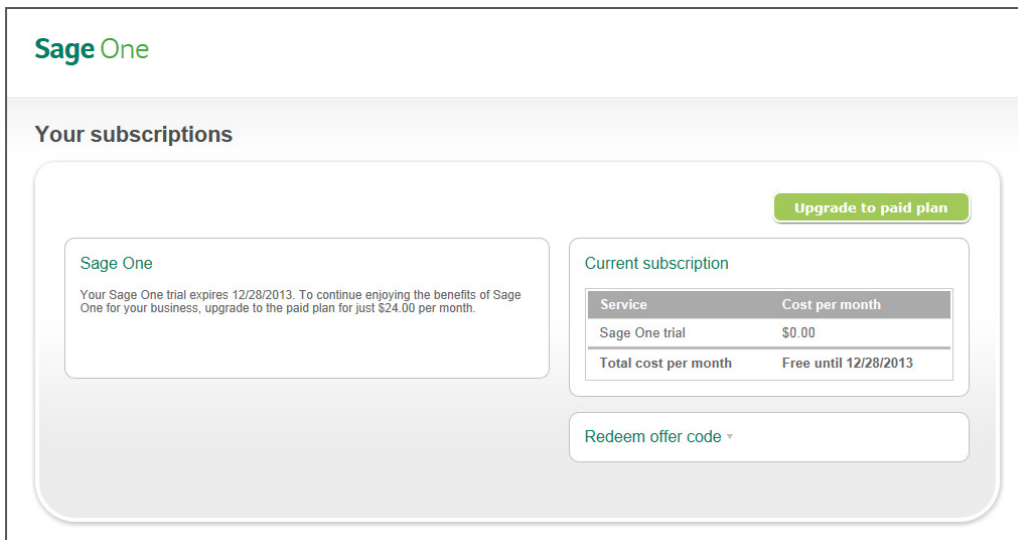 Sage One
Your subscriptions
Upgrade to paid plan
Sage One
Your Sage One trial expires 12/28/2013. To continue enjoying the benefits of Sage
One for your business, upgrade to the paid plan for just $24.00 per month.
Current subscription
Service Cost per month
Sage One trial $0.00
Total cost per month Free until 12/28/2013
Redeem offer code